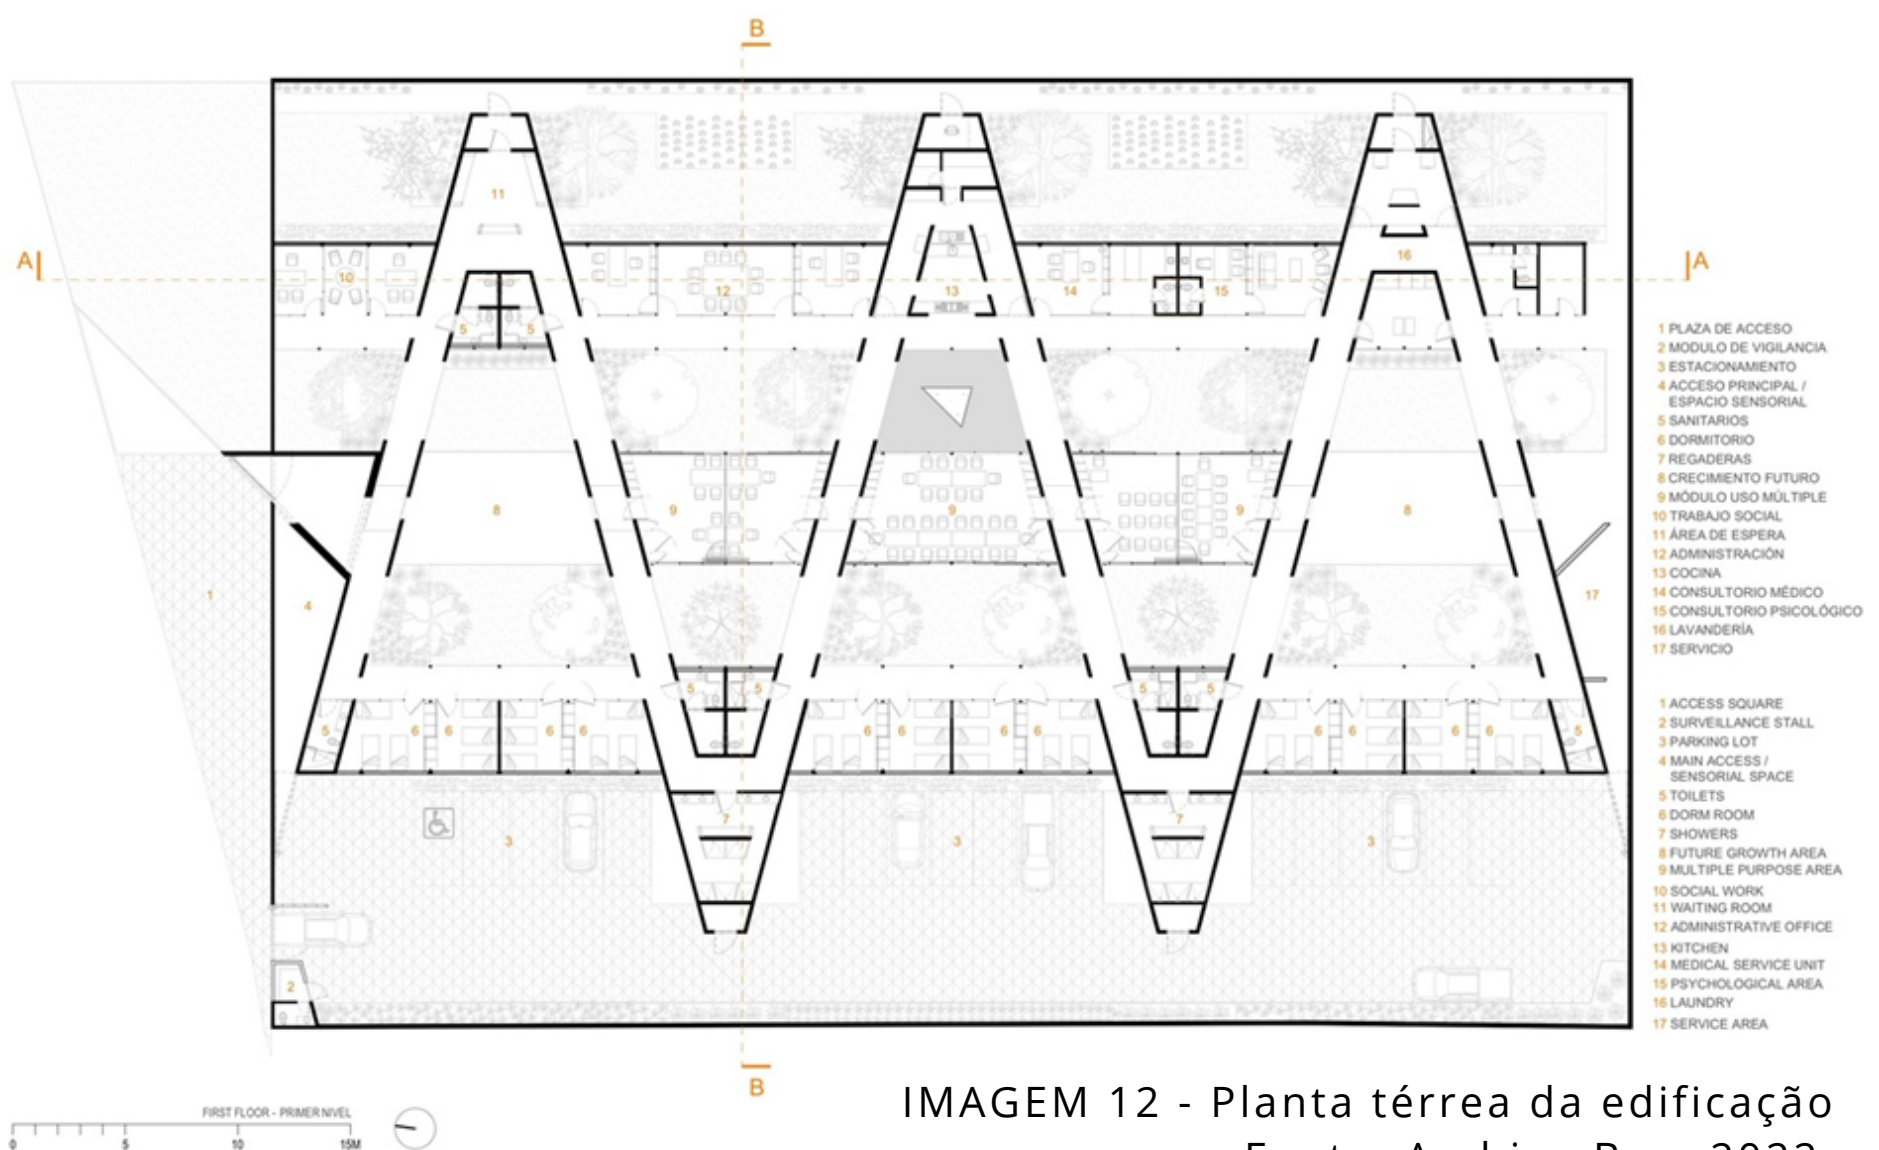 B
11
A
A
10
12
13
14
15
16
5
5
8
9
9
9
8
1
4
17
5
5
5
5
5
6
6
6
6
6
6
6
6
6
6
6
6
5
7
7
3
3
3
2
B
1 PLAZA DE ACCESO
2 MODULO DE VIGILANCIA
3 ESTACIONAMIENTO
4 ACCESO PRINCIPAL /
ESPACIO SENSORIAL
5 SANITARIOS
6 DORMITORIO
7 REGADERAS
8 CRECIMIENTO FUTURO
9 MÓDULO USO MÚLTIPLE
10 TRABAJO SOCIAL
11 ÁREA DE ESPERA
12 ADMINISTRACIÓN
13 COCINA
14 CONSULTORIO MÉDICO
15 CONSULTORIO PSICOLÓGICO
16 LAVANDERÍA
17 SERVICIO
1 ACCESS SQUARE
2 SURVEILLANCE STALL
3 PARKING LOT
4 MAIN ACCESS /
SENSORIAL SPACE
5 TOILETS
6 DORM ROOM
7 SHOWERS
8 FUTURE GROWTH AREA
9 MULTIPLE PURPOSE AREA
10 SOCIAL WORK
11 WAITING ROOM
12 ADMINISTRATIVE OFFICE
13 KITCHEN
14 MEDICAL SERVICE UNIT
15 PSYCHOLOGICAL AREA
16 LAUNDRY
17 SERVICE AREA
FIRST FLOOR - PRIMER NIVEL
0 5 10 15M
IMAGEM 12 - Planta térrea da edificação